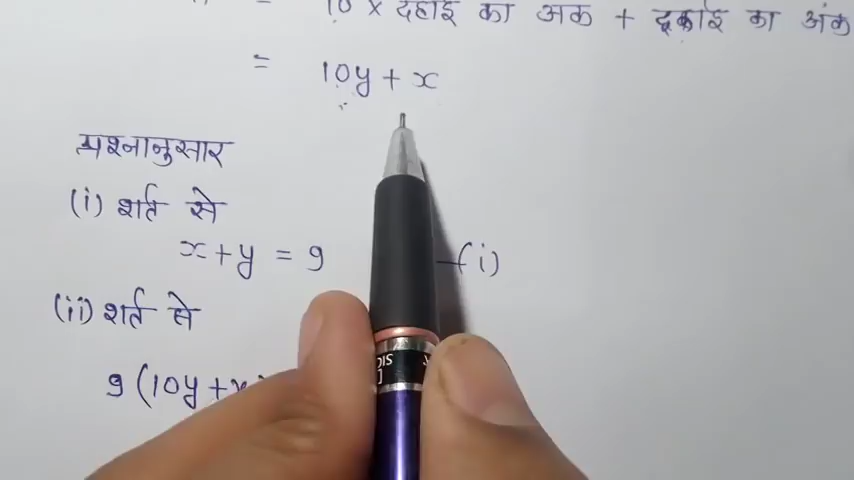 = 10 × दहाई का अंक + इकाई का अंक
= 10y + x
प्रश्नानुसार
(i) शर्त से
x + y = 9 —(i)
(ii) शर्त से
9 (10y + x